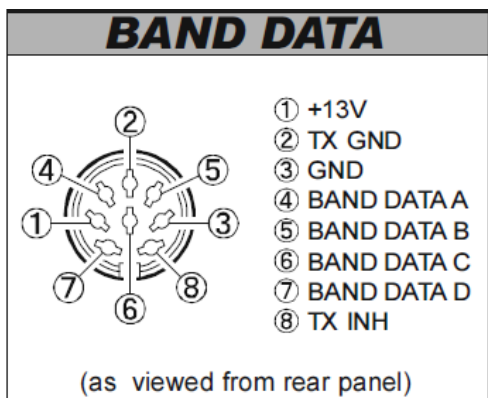 BAND DATA
② ① +13V
② TX GND
④ ⑤ ③ GND
④ BAND DATA A
① ③ ⑤ BAND DATA B
⑥ BAND DATA C
⑦ ⑧ ⑦ BAND DATA D
⑥ ⑧ TX INH
(as viewed from rear panel)